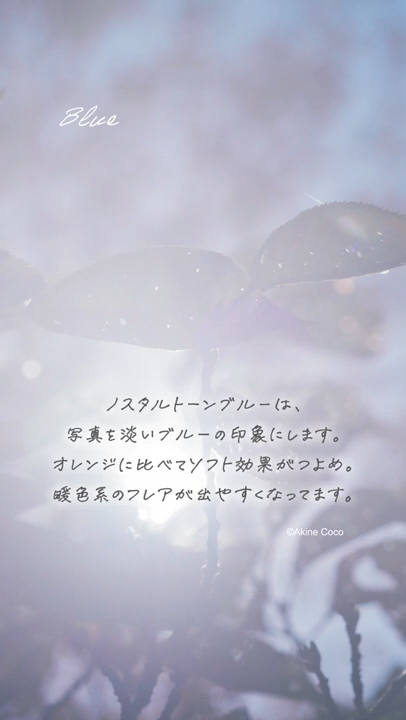 Blue
ノスタルトーンブルーは、
写真を淡いブルーの印象にします。
オレンジに比べてソフト効果がつよめ。
暖色系のフレアが出やすくなってます。
©Akine Coco